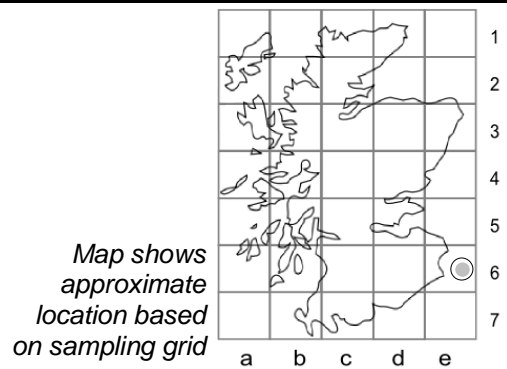 1
2
3
4
5
6
7
Map shows
approximate
location based
on sampling grid
a b c d e